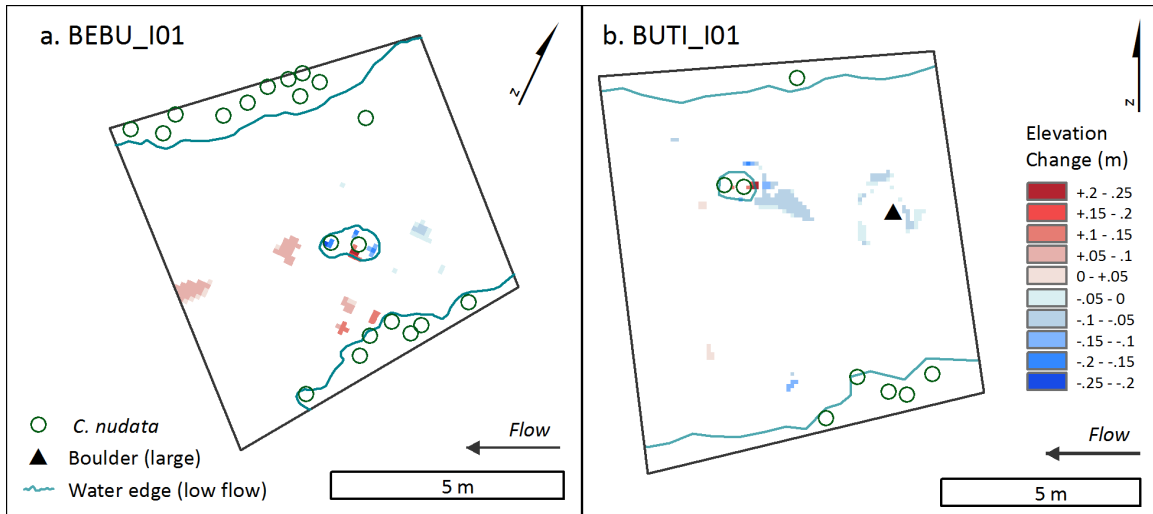 a. BEBU_I01
N
C. nudata
Boulder (large)
Water edge (low flow)
Flow
5 m
b. BUTI_I01
N
Elevation
Change (m)
+.2 - .25
+.15 - .2
+.1 - .15
+.05 - .1
0 - +.05
-.05 - 0
-.1 - -.05
-.15 - -.1
-.2 - -.15
-.25 - -.2
Flow
5 m